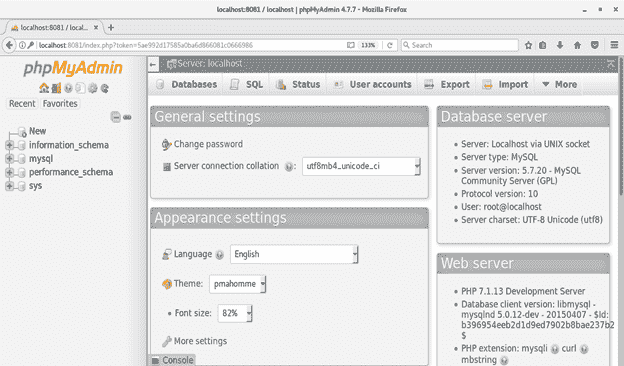 localhost:8081 / localhost | phpMyAdmin 4.7.7 - Mozilla Firefox
localhost:8081 / local...
localhost:8081/index.php?token=5ae992d17585a0ba6d866081c0666986
133%
Search
phpMyAdmin
Recent Favorites
New
information_schema
mysql
performance_schema
sys
Server: localhost
Databases SQL Status User accounts Export Import More
General settings
Change password
Server connection collation : utf8mb4_unicode_ci
Appearance settings
Language English
Theme: pmahomme
Font size: 82%
More settings
Console
Database server
Server: Localhost via UNIX socket
Server type: MySQL
Server version: 5.7.20 - MySQL
Community Server (GPL)
Protocol version: 10
User: root@localhost
Server charset: UTF-8 Unicode (utf8)
Web server
PHP 7.1.13 Development Server
Database client version: libmysql -
mysqlnd 5.0.12-dev - 20150407 - $Id:
b396954eeb2d1d9ed7902b8bae237b2
$
PHP extension: mysqli curl
mbstring